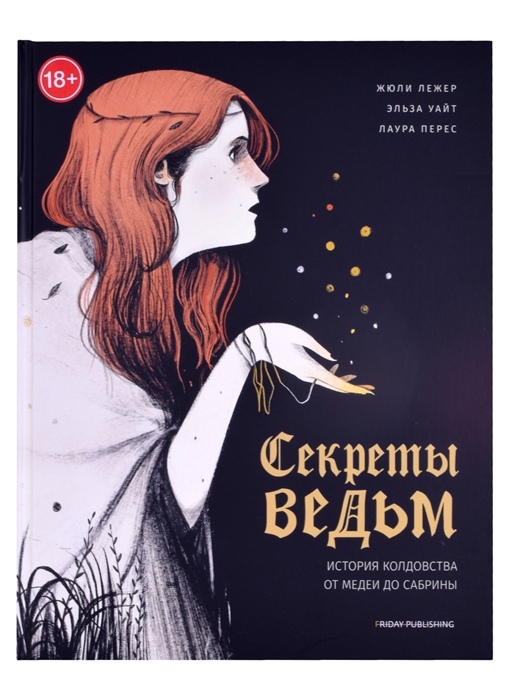 18+
ЖЮЛИ ЛЕЖЕР
ЭЛЬЗА УАЙТ
ЛАУРА ПЕРЕС
Секреты
ведьм
ИСТОРИЯ КОЛДОВСТВА
ОТ МЕДЕИ ДО САБРИНЫ
FRIDAY-PUBLISHING